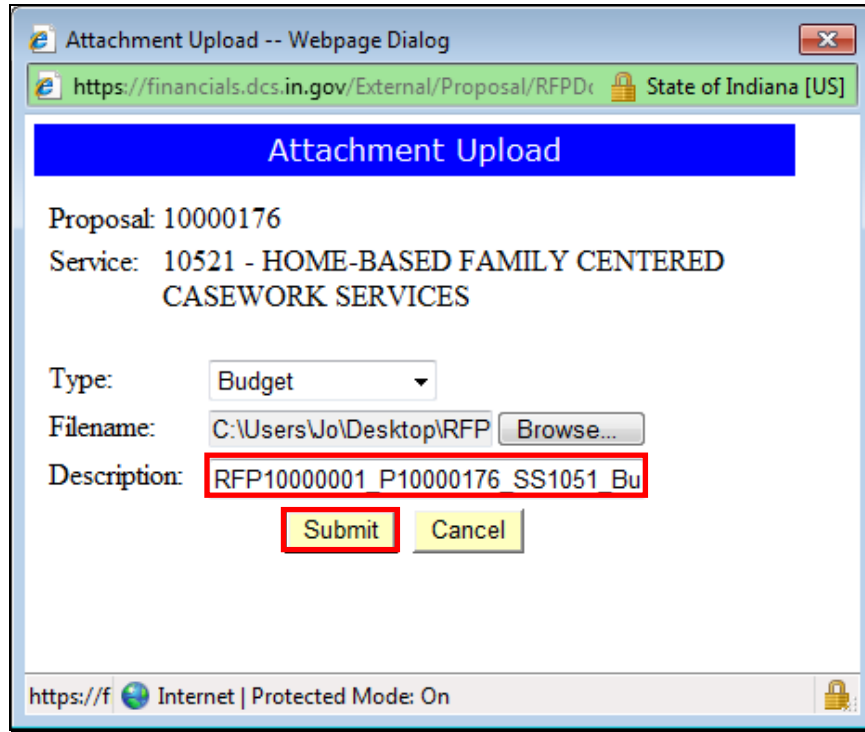 Attachment Upload -- Webpage Dialog
https://financials.dcs.in.gov/External/Proposal/RFPDc State of Indiana [US]
Attachment Upload
Proposal: 10000176
Service: 10521 - HOME-BASED FAMILY CENTERED
CASEWORK SERVICES
Type: Budget
Filename: C:\Users\Jo\Desktop\RFP Browse...
Description: RFP10000001_P10000176_SS1051_Bu
Submit Cancel
https://f Internet | Protected Mode: On